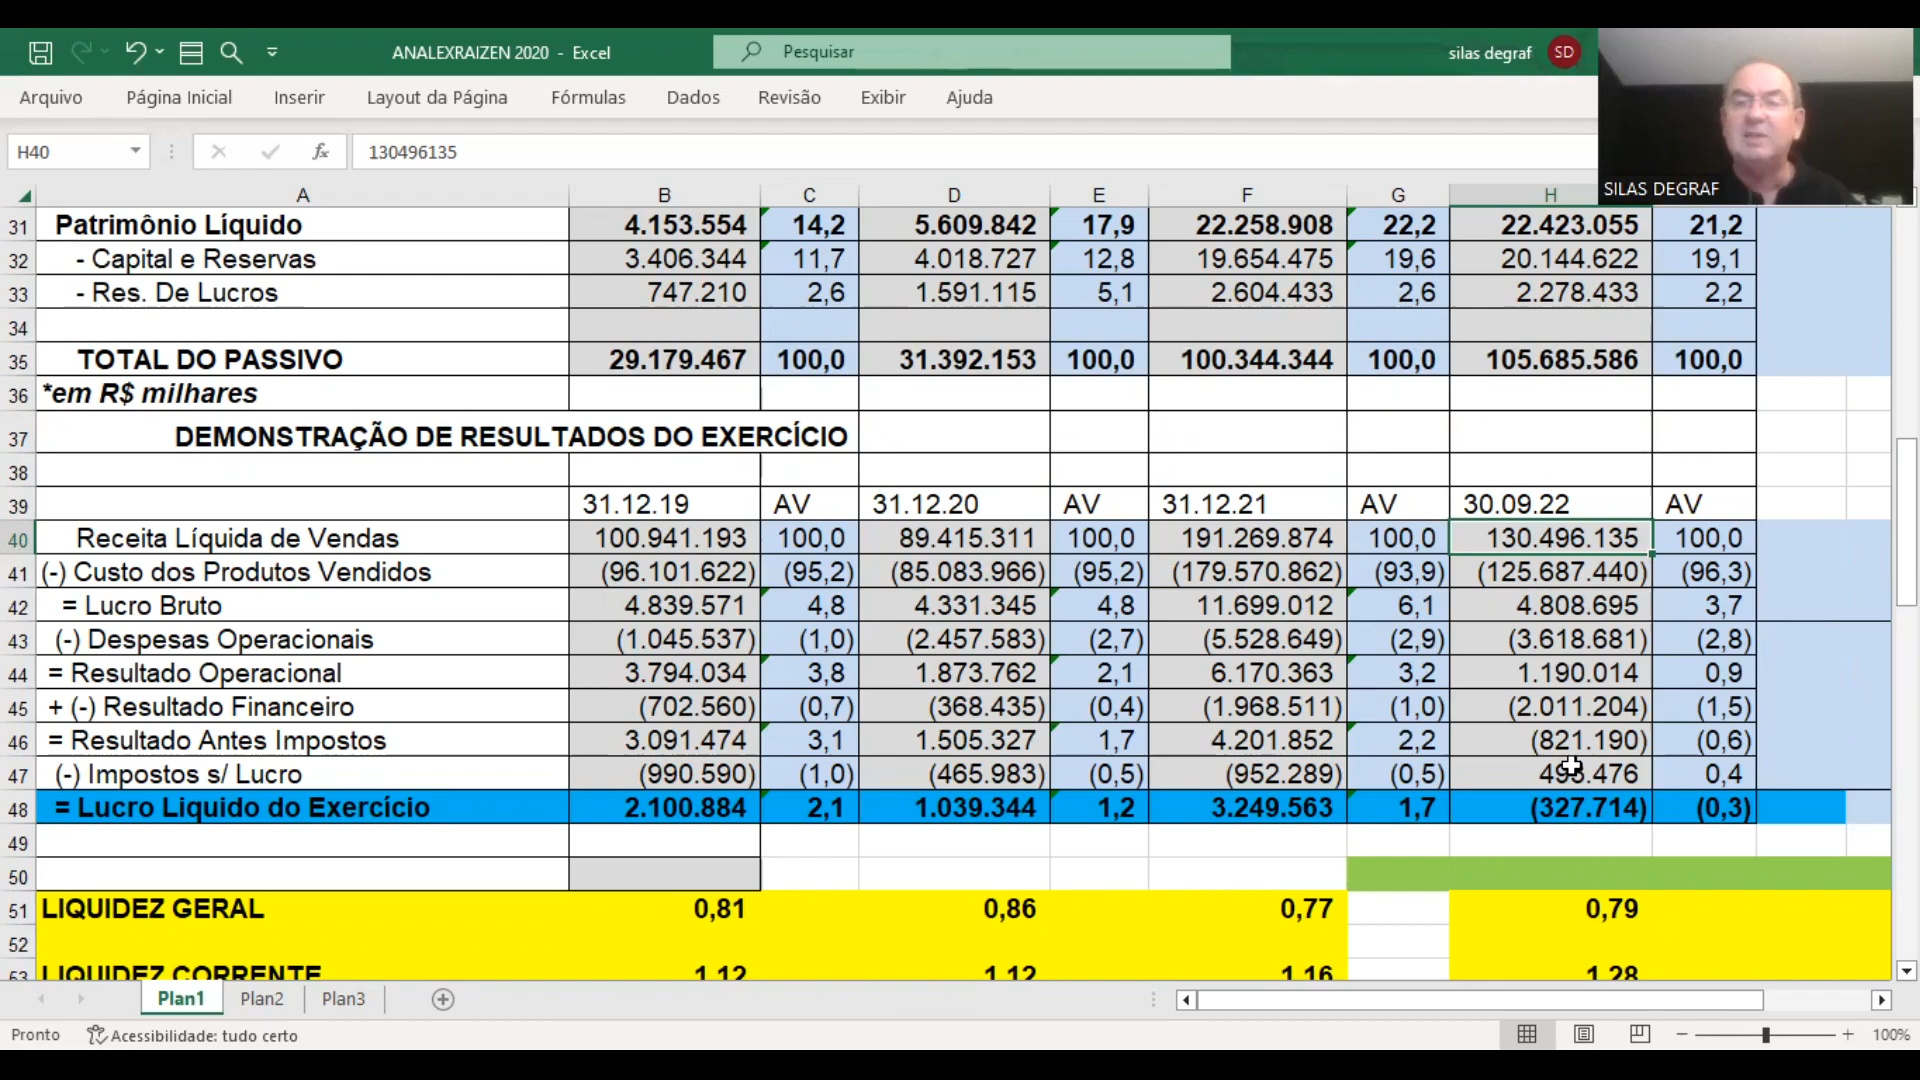 ANALEXRAIZEN 2020 - Excel
Pesquisar
silas degraf SD
Arquivo Página Inicial Inserir Layout da Página Fórmulas Dados Revisão Exibir Ajuda
H40 fx 130496135
SILAS DEGRAF
A B C D E F G H
31 Patrimônio Líquido 4.153.554 14,2 5.609.842 17,9 22.258.908 22,2 22.423.055 21,2
32 - Capital e Reservas 3.406.344 11,7 4.018.727 12,8 19.654.475 19,6 20.144.622 19,1
33 - Res. De Lucros 747.210 2,6 1.591.115 5,1 2.604.433 2,6 2.278.433 2,2
34
35 TOTAL DO PASSIVO 29.179.467 100,0 31.392.153 100,0 100.344.344 100,0 105.685.586 100,0
36 *em R$ milhares
37 DEMONSTRAÇÃO DE RESULTADOS DO EXERCÍCIO
38
39 31.12.19 AV 31.12.20 AV 31.12.21 AV 30.09.22 AV
40 Receita Líquida de Vendas 100.941.193 100,0 89.415.311 100,0 191.269.874 100,0 130.496.135 100,0
41 (-) Custo dos Produtos Vendidos (96.101.622) (95,2) (85.083.966) (95,2) (179.570.862) (93,9) (125.687.440) (96,3)
42 = Lucro Bruto 4.839.571 4,8 4.331.345 4,8 11.699.012 6,1 4.808.695 3,7
43 (-) Despesas Operacionais (1.045.537) (1,0) (2.457.583) (2,7) (5.528.649) (2,9) (3.618.681) (2,8)
44 = Resultado Operacional 3.794.034 3,8 1.873.762 2,1 6.170.363 3,2 1.190.014 0,9
45 + (-) Resultado Financeiro (702.560) (0,7) (368.435) (0,4) (1.968.511) (1,0) (2.011.204) (1,5)
46 = Resultado Antes Impostos 3.091.474 3,1 1.505.327 1,7 4.201.852 2,2 (821.190) (0,6)
47 (-) Impostos s/ Lucro (990.590) (1,0) (465.983) (0,5) (952.289) (0,5) 0,4
48 = Lucro Liquido do Exercício 2.100.884 2,1 1.039.344 1,2 3.249.563 1,7 (327.714) (0,3)
49
50
51 LIQUIDEZ GERAL 0,81 0,86 0,77 0,79
52
53 LIQUIDEZ CORRENTE 1,12 1,12 1,16 1,28
Plan1 Plan2 Plan3
Pronto Acessibilidade: tudo certo 100%